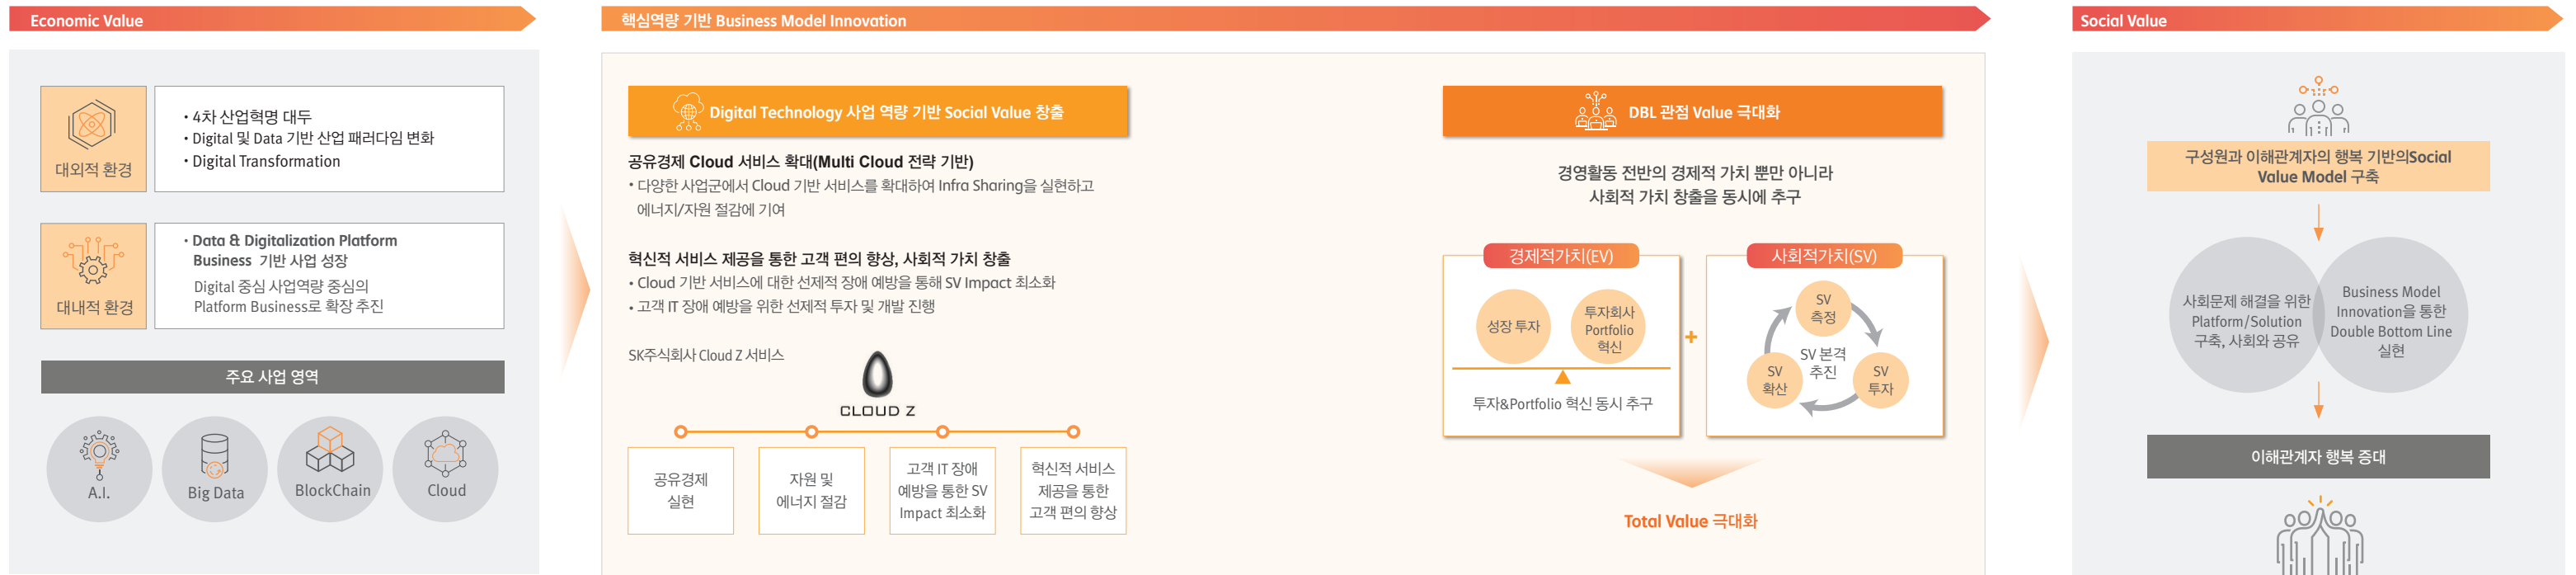 Economic Value
대외적 환경
• 4차 산업혁명 대두
• Digital 및 Data 기반 산업 패러다임 변화
• Digital Transformation
대내적 환경
• Data & Digitalization Platform
Business 기반 사업 성장
Digital 중심 사업역량 중심의
Platform Business로 확장 추진
주요 사업 영역
A.I.
Big Data
BlockChain
Cloud
핵심역량 기반 Business Model Innovation
Digital Technology 사업 역량 기반 Social Value 창출
공유경제 Cloud 서비스 확대(Multi Cloud 전략 기반)
• 다양한 사업군에서 Cloud 기반 서비스를 확대하여 Infra Sharing을 실현하고
에너지/자원 절감에 기여
혁신적 서비스 제공을 통한 고객 편의 향상, 사회적 가치 창출
• Cloud 기반 서비스에 대한 선제적 장애 예방을 통해 SV Impact 최소화
• 고객 IT 장애 예방을 위한 선제적 투자 및 개발 진행
SK주식회사 Cloud Z 서비스
CLOUD Z
공유경제
실현
자원 및
에너지 절감
고객 IT 장애
예방을 통한 SV
Impact 최소화
혁신적 서비스
제공을 통한
고객 편의 향상
DBL 관점 Value 극대화
경영활동 전반의 경제적 가치 뿐만 아니라
사회적 가치 창출을 동시에 추구
경제적가치(EV)
성장 투자
투자회사
Portfolio
혁신
투자&Portfolio 혁신 동시 추구
+
사회적가치(SV)
SV
측정
SV 본격
추진
SV
확산
SV
투자
Total Value 극대화
Social Value
구성원과 이해관계자의 행복 기반의Social
Value Model 구축
사회문제 해결을 위한
Platform/Solution
구축, 사회와 공유
Business Model
Innovation을 통한
Double Bottom Line
실현
이해관계자 행복 증대